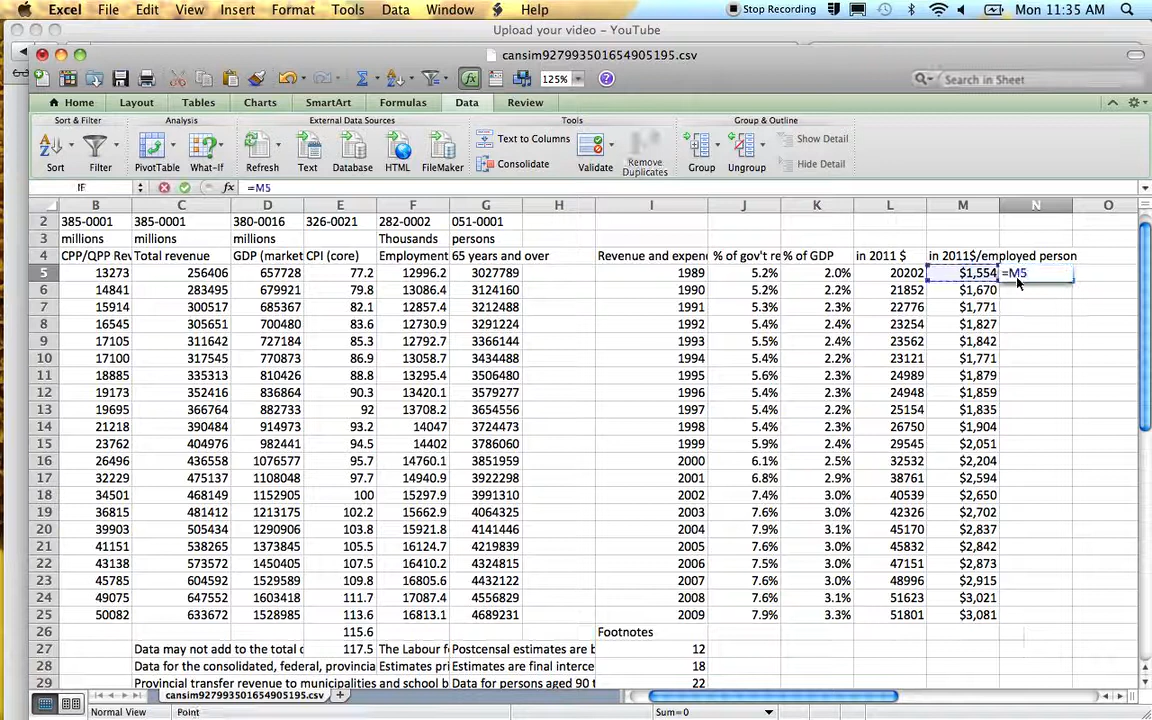 Excel File Edit View Insert Format Tools Data Window Help Stop Recording Mon 11:35 AM
Upload your video – YouTube
cansim9279935016549​05195.csv
125% Search in Sheet
Home Layout Tables Charts SmartArt Formulas Data Review
Sort & Filter Analysis External Data Sources Tools Group & Outline
Text to Columns Show Detail
Consolidate Hide Detail
Sort Filter PivotTable What-If Refresh Text Database HTML FileMaker Validate Remove Duplicates Group Ungroup
IF fx =M5
B C D E F G H I J K L M N O
2 385-0001 385-0001 380-0016 326-0021 282-0002 051-0001
3 millions millions millions Thousands persons
4 CPP/QPP Rev Total revenue GDP (market CPI (core) Employment 65 years and over Revenue and expen % of gov't re % of GDP in 2011 $ in 2011$/employed person
5 13273 256406 657728 77.2 12996.2 3027789 1989 5.2% 2.0% 20202 $1,554 =M5
6 14841 283495 679921 79.8 13086.4 3124160 1990 5.2% 2.2% 21852 $1,670
7 15914 300517 685367 82.1 12857.4 3212488 1991 5.3% 2.3% 22776 $1,771
8 16545 305651 700480 83.6 12730.9 3291224 1992 5.4% 2.4% 23254 $1,827
9 17105 311642 727184 85.3 12792.7 3366144 1993 5.5% 2.4% 23562 $1,842
10 17100 317545 770873 86.9 13058.7 3434488 1994 5.4% 2.2% 23121 $1,771
11 18885 335313 810426 88.8 13295.4 3506480 1995 5.6% 2.3% 24989 $1,879
12 19173 352416 836864 90.3 13420.1 3579277 1996 5.4% 2.3% 24948 $1,859
13 19695 366764 882733 92 13708.2 3654556 1997 5.4% 2.2% 25154 $1,835
14 21218 390484 914973 93.2 14047 3724473 1998 5.4% 2.3% 26750 $1,904
15 23762 404976 982441 94.5 14402 3786060 1999 5.9% 2.4% 29545 $2,051
16 26496 436558 1076577 95.7 14760.1 3851959 2000 6.1% 2.5% 32532 $2,204
17 32229 475137 1108048 97.7 14940.9 3922298 2001 6.8% 2.9% 38761 $2,594
18 34501 468149 1152905 100 15297.9 3991310 2002 7.4% 3.0% 40539 $2,650
19 36815 481412 1213175 102.2 15662.9 4064325 2003 7.6% 3.0% 42326 $2,702
20 39903 505434 1290906 103.8 15921.8 4141446 2004 7.9% 3.1% 45170 $2,837
21 41151 538265 1373845 105.5 16124.7 4219839 2005 7.6% 3.0% 45832 $2,842
22 43138 573572 1450405 107.5 16410.2 4324815 2006 7.5% 3.0% 47151 $2,873
23 45785 604592 1529589 109.8 16805.6 4432122 2007 7.6% 3.0% 48996 $2,915
24 49075 647552 1603418 111.7 17087.4 4556829 2008 7.6% 3.1% 51623 $3,021
25 50082 633672 1528985 113.6 16813.1 4689231 2009 7.9% 3.3% 51801 $3,081
26 115.6 Footnotes
27 Data may not add to the total 117.5 The Labour Postcensal estimates are b 12
28 Data for the consolidated, federal, provincia Estimates pri Estimates are final interce 18
29 Provincial transfer revenue to municipalities and school b Data for persons aged 90 22
cansim927993501654905195.csv
Normal View Point Sum=0